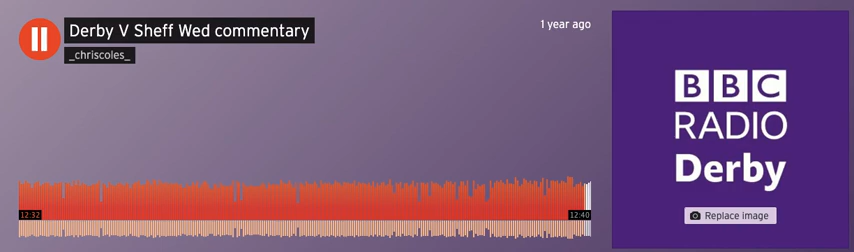 Derby V Sheff Wed commentary
1 year ago
_chriscoles_
12:32
12:40
BBC
RADIO
Derby
Replace image